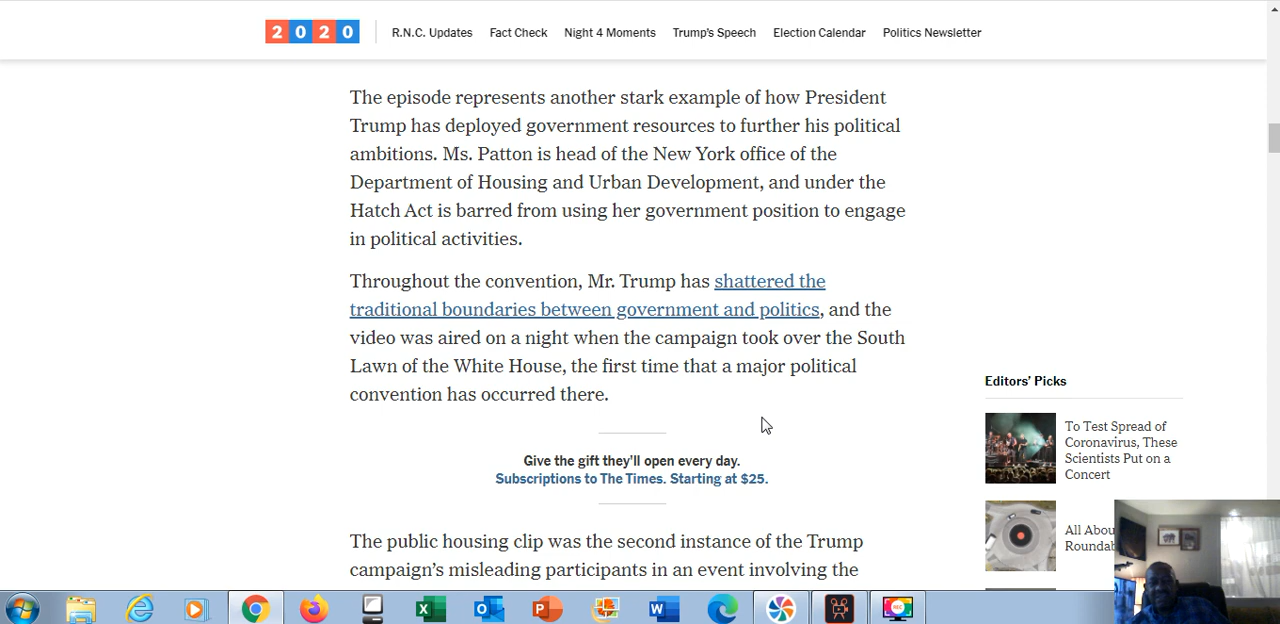 2020
R.N.C. Updates Fact Check Night 4 Moments Trump's Speech Election Calendar Politics Newsletter
The episode represents another stark example of how President
Trump has deployed government resources to further his political
ambitions. Ms. Patton is head of the New York office of the
Department of Housing and Urban Development, and under the
Hatch Act is barred from using her government position to engage
in political activities.
Throughout the convention, Mr. Trump has shattered the
traditional boundaries between government and politics, and the
video was aired on a night when the campaign took over the South
Lawn of the White House, the first time that a major political
convention has occurred there.
Give the gift they'll open every day.
Subscriptions to The Times. Starting at $25.
The public housing clip was the second instance of the Trump
campaign's misleading participants in an event involving the
Editors' Picks
To Test Spread of
Coronavirus, These
Scientists Put on a
Concert
All Abou
Rounda
REC